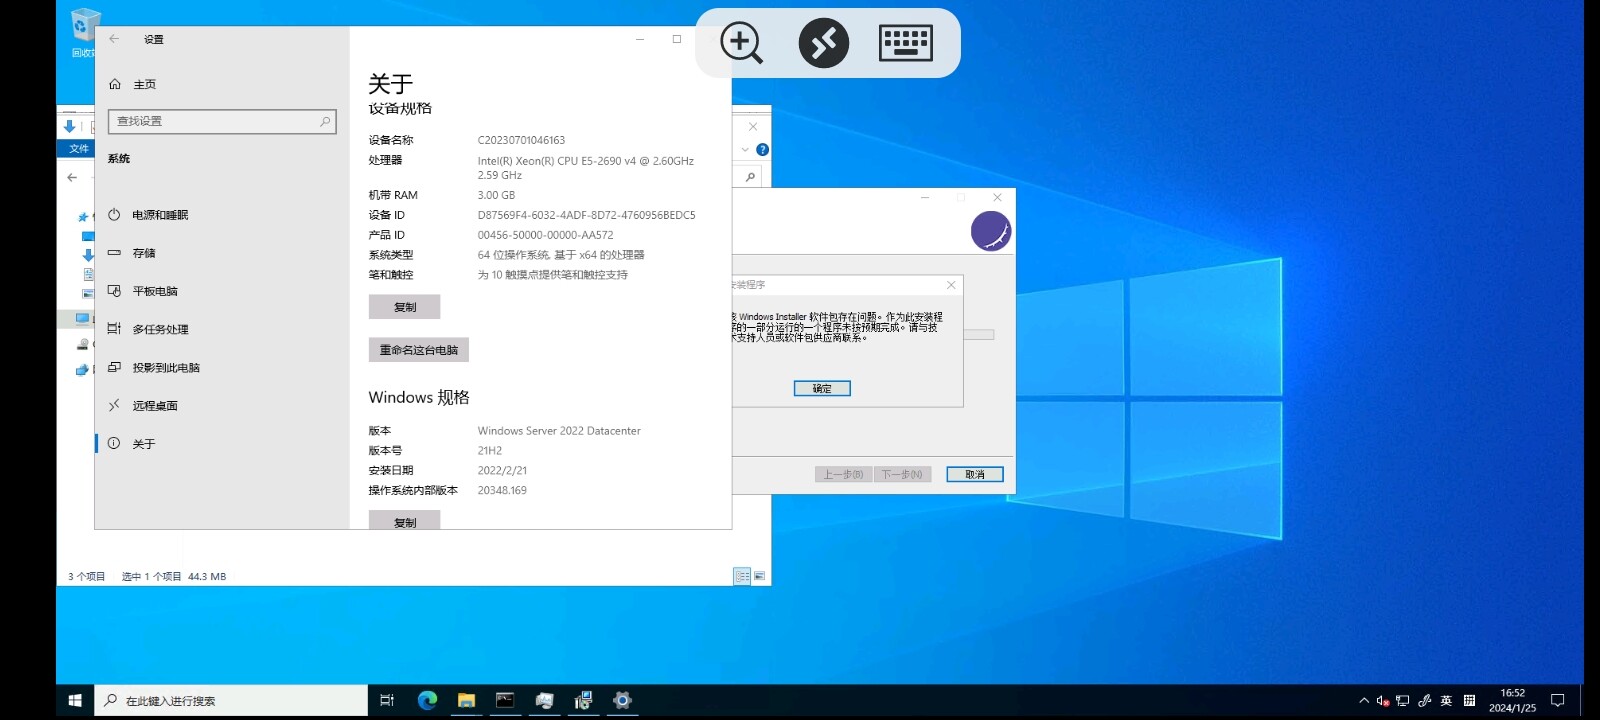 设置
主页
查找设置
系统
电源和睡眠
存储
平板电脑
多任务处理
投影到此电脑
远程桌面
关于
关于
设备规格
设备名称 C20230701046163
处理器 Intel(R) Xeon(R) CPU E5-2690 v4 @ 2.60GHz
2.59 GHz
机带 RAM 3.00 GB
设备 ID D87569F4-6032-4ADF-8D72-4760956BEDC5
产品 ID 00456-50000-00000-AA572
系统类型 64 位操作系统, 基于 x64 的处理器
笔和触控 为 10 触摸点提供笔和触控支持
复制
重命名这台电脑
Windows 规格
版本 Windows Server 2022 Datacenter
版本号 21H2
安装日期 2022/2/21
操作系统内部版本 20348.169
复制
文件
安装程序
Windows Installer 软件包存在问题。作为此安装程
序的一部分运行的一个程序未按预期完成。请与技
术支持人员或软件包供应商联系。
确定
上一步(B) 下一步(N) 取消
3 个项目 选中 1 个项目 44.3 MB
在此键入进行搜索
英
16:52
2024/1/25